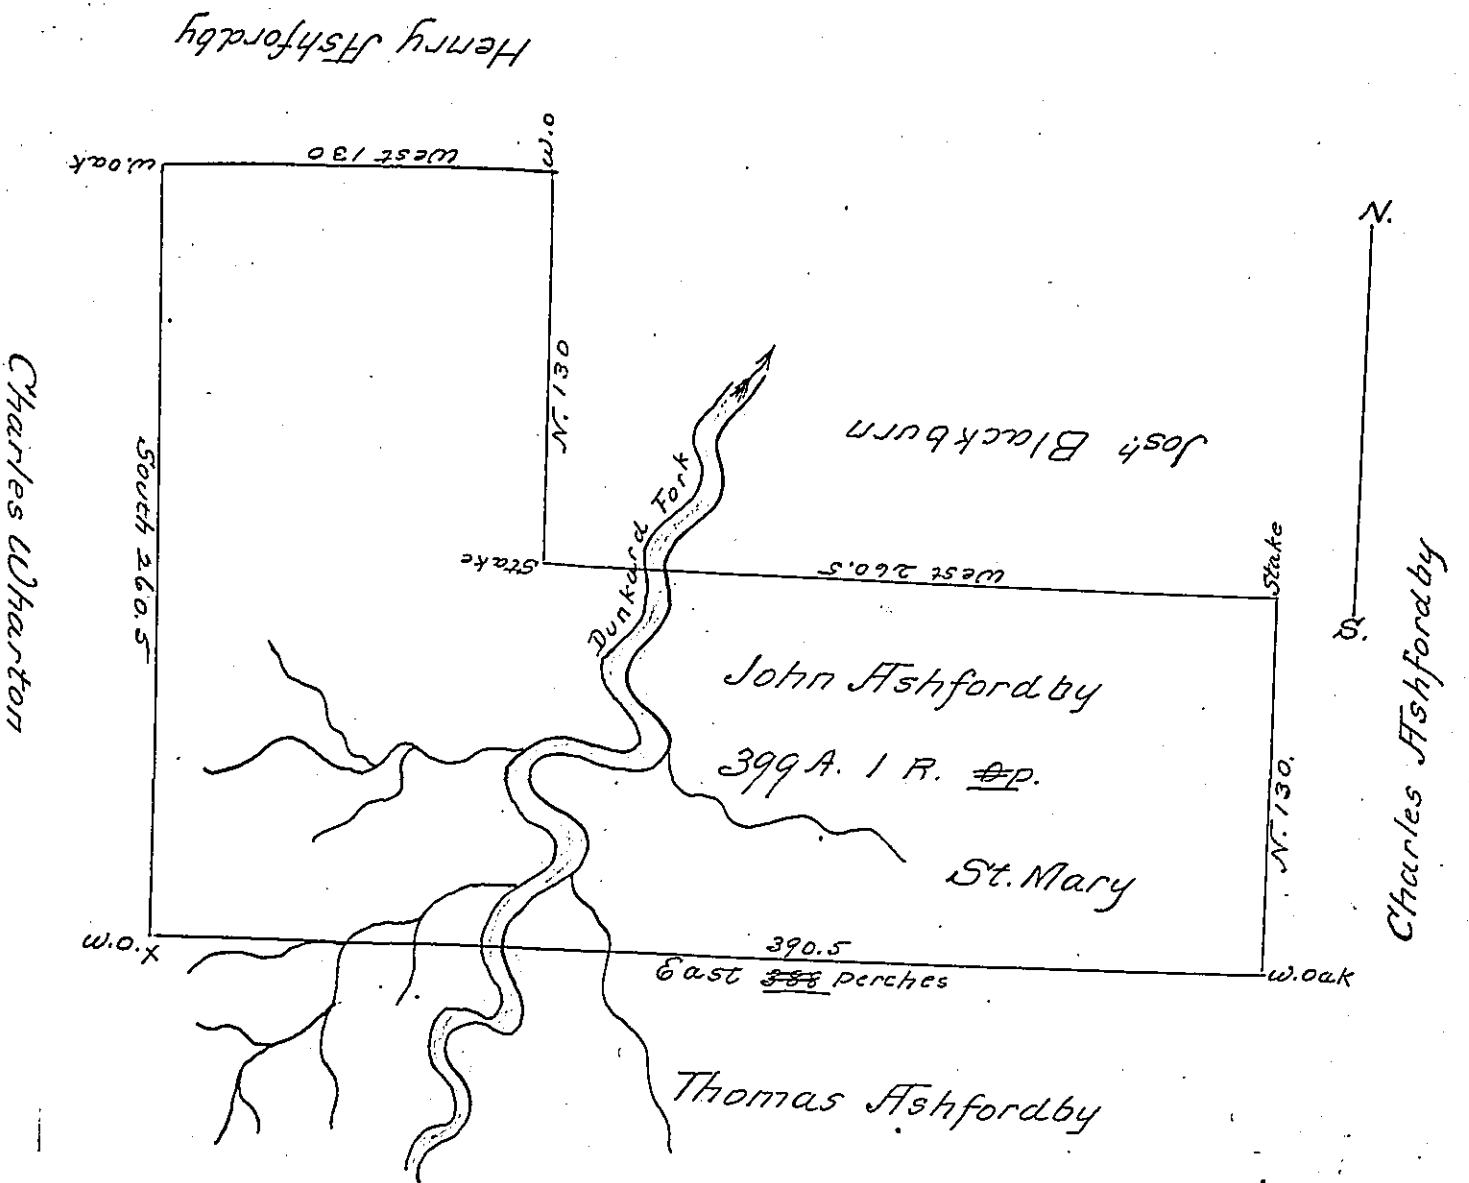 Henry Ashfordby
W.oak
West 130
W.O
N.
N. 130
Charles Wharton
South 260.5
Dunkard Fork
Josh Blackburn
Stake
West 260.5
Stake
S.
Charles Ashfordby
John Ashfordby
399 A. 1 R. 0 p.
N. 130.
St. Mary
W.O. X
390.5
East 388 perches
W.oak
Thomas Ashfordby